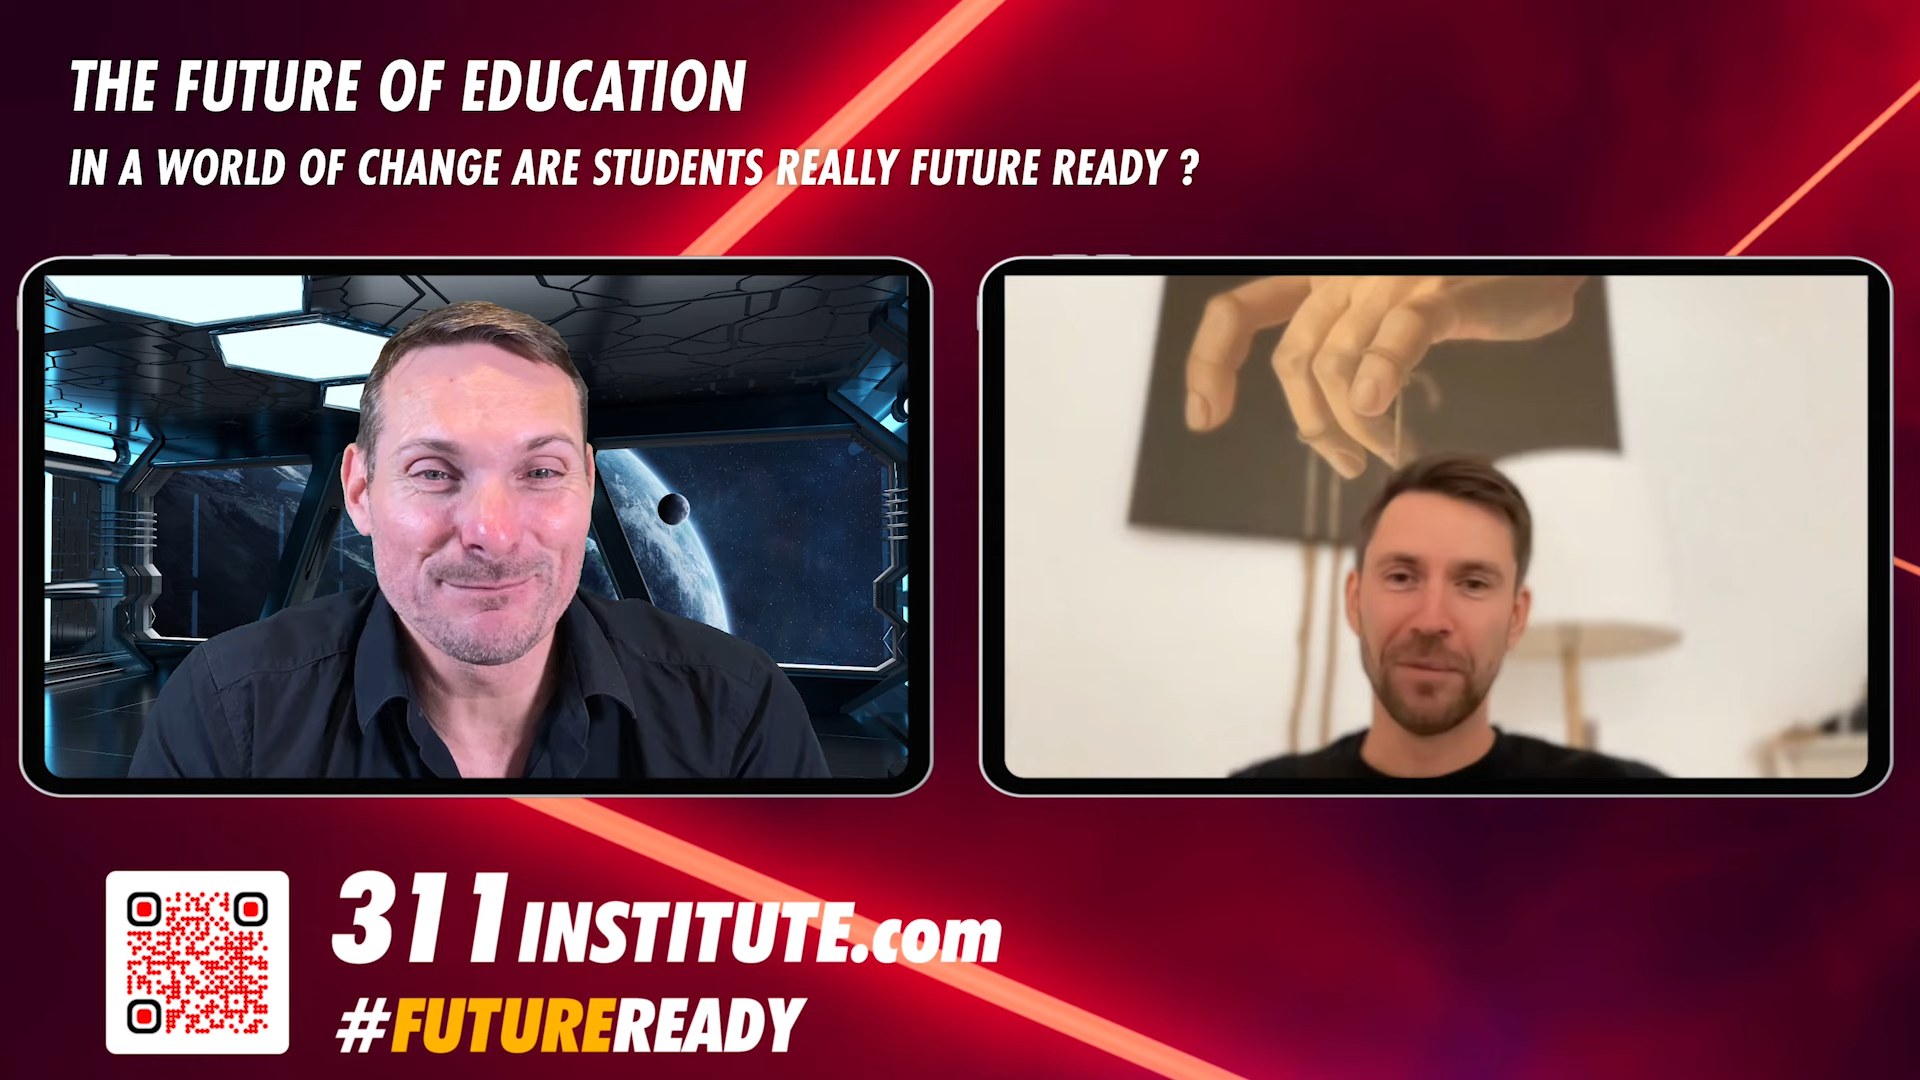 THE FUTURE OF EDUCATION
IN A WORLD OF CHANGE ARE STUDENTS REALLY FUTURE READY ?
311INSTITUTE.com
#FUTUREREADY